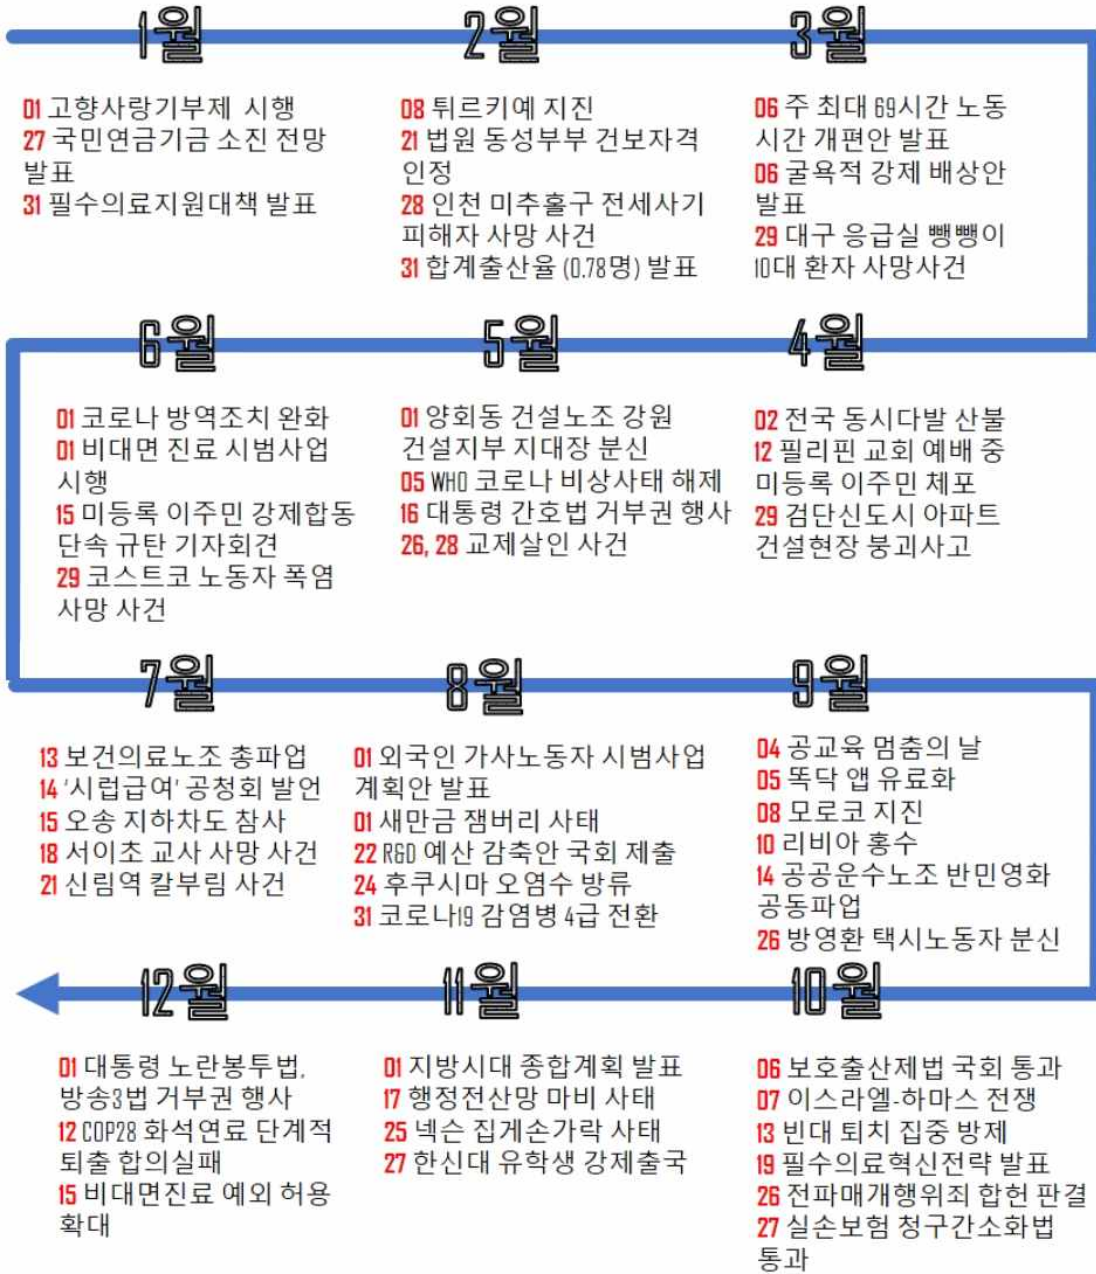 1월
01 고향사랑기부제 시행
27 국민연금기금 소진 전망
발표
31 필수의료지원대책 발표
2월
08 튀르키예 지진
21 법원 동성부부 건보자격
인정
28 인천 미추홀구 전세사기
피해자 사망 사건
31 합계출산율 (0.78명) 발표
3월
06 주 최대 69시간 노동
시간 개편안 발표
06 굴욕적 강제 배상안
발표
29 대구 응급실 뺑뺑이
10대 환자 사망사건
4월
02 전국 동시다발 산불
12 필리핀 교회 예배 중
미등록 이주민 체포
29 검단신도시 아파트
건설현장 붕괴사고
5월
01 양회동 건설노조 강원
건설지부 지대장 분신
05 WHO 코로나 비상사태 해제
16 대통령 간호법 거부권 행사
26, 28 교제살인 사건
6월
01 코로나 방역조치 완화
01 비대면 진료 시범사업
시행
15 미등록 이주민 강제합동
단속 규탄 기자회견
29 코스트코 노동자 폭염
사망 사건
7월
13 보건의료노조 총파업
14 '시럽급여' 공청회 발언
15 오송 지하차도 참사
18 서이초 교사 사망 사건
21 신림역 칼부림 사건
8월
01 외국인 가사노동자 시범사업
계획안 발표
01 새만금 잼버리 사태
22 R&D 예산 감축안 국회 제출
24 후쿠시마 오염수 방류
31 코로나19 감염병 4급 전환
9월
04 공교육 멈춤의 날
05 똑닥 앱 유료화
08 모로코 지진
10 리비아 홍수
14 공공운수노조 반민영화
공동파업
26 방영환 택시노동자 분신
10월
06 보호출산제법 국회 통과
07 이스라엘-하마스 전쟁
13 빈대 퇴치 집중 방제
19 필수의료혁신전략 발표
26 전파매개행위죄 합헌 판결
27 실손보험 청구간소화법
통과
11월
01 지방시대 종합계획 발표
17 행정전산망 마비 사태
25 넥슨 집게손가락 사태
27 한신대 유학생 강제출국
12월
01 대통령 노란봉투법,
방송3법 거부권 행사
12 COP28 화석연료 단계적
퇴출 합의실패
15 비대면진료 예외 허용
확대